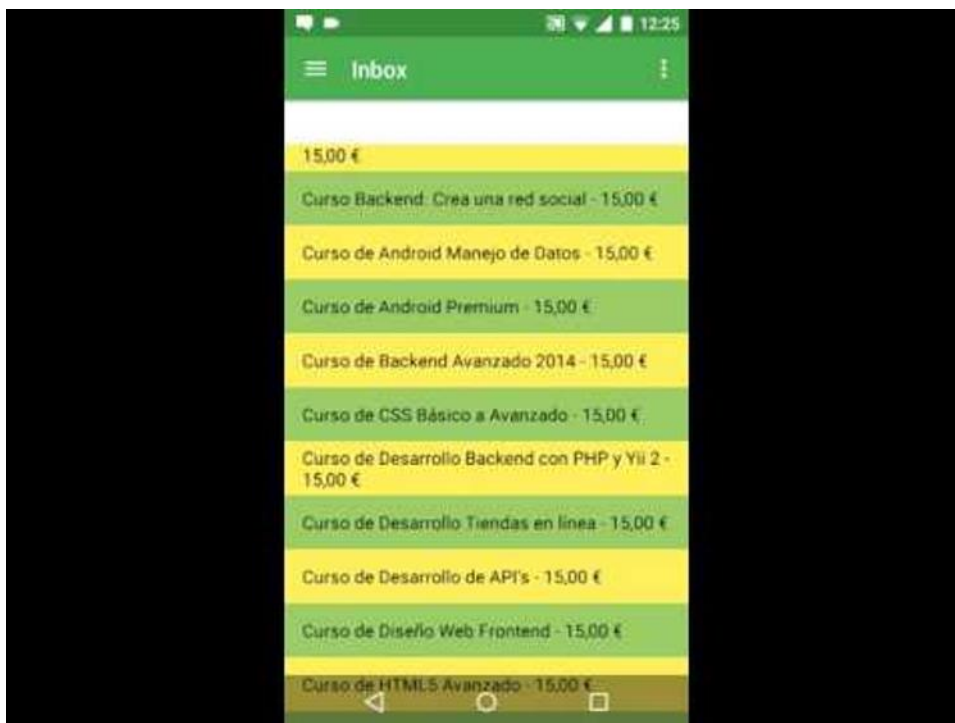 12:25
Inbox
15,00 €
Curso Backend: Crea una red social - 15,00 €
Curso de Android Manejo de Datos - 15,00 €
Curso de Android Premium - 15,00 €
Curso de Backend Avanzado 2014 - 15,00 €
Curso de CSS Básico a Avanzado - 15,00 €
Curso de Desarrollo Backend con PHP y Yii 2 -
15,00 €
Curso de Desarrollo Tiendas en línea - 15,00 €
Curso de Desarrollo de API's - 15,00 €
Curso de Diseño Web Frontend - 15,00 €
Curso de HTML5 Avanzado - 15,00 €